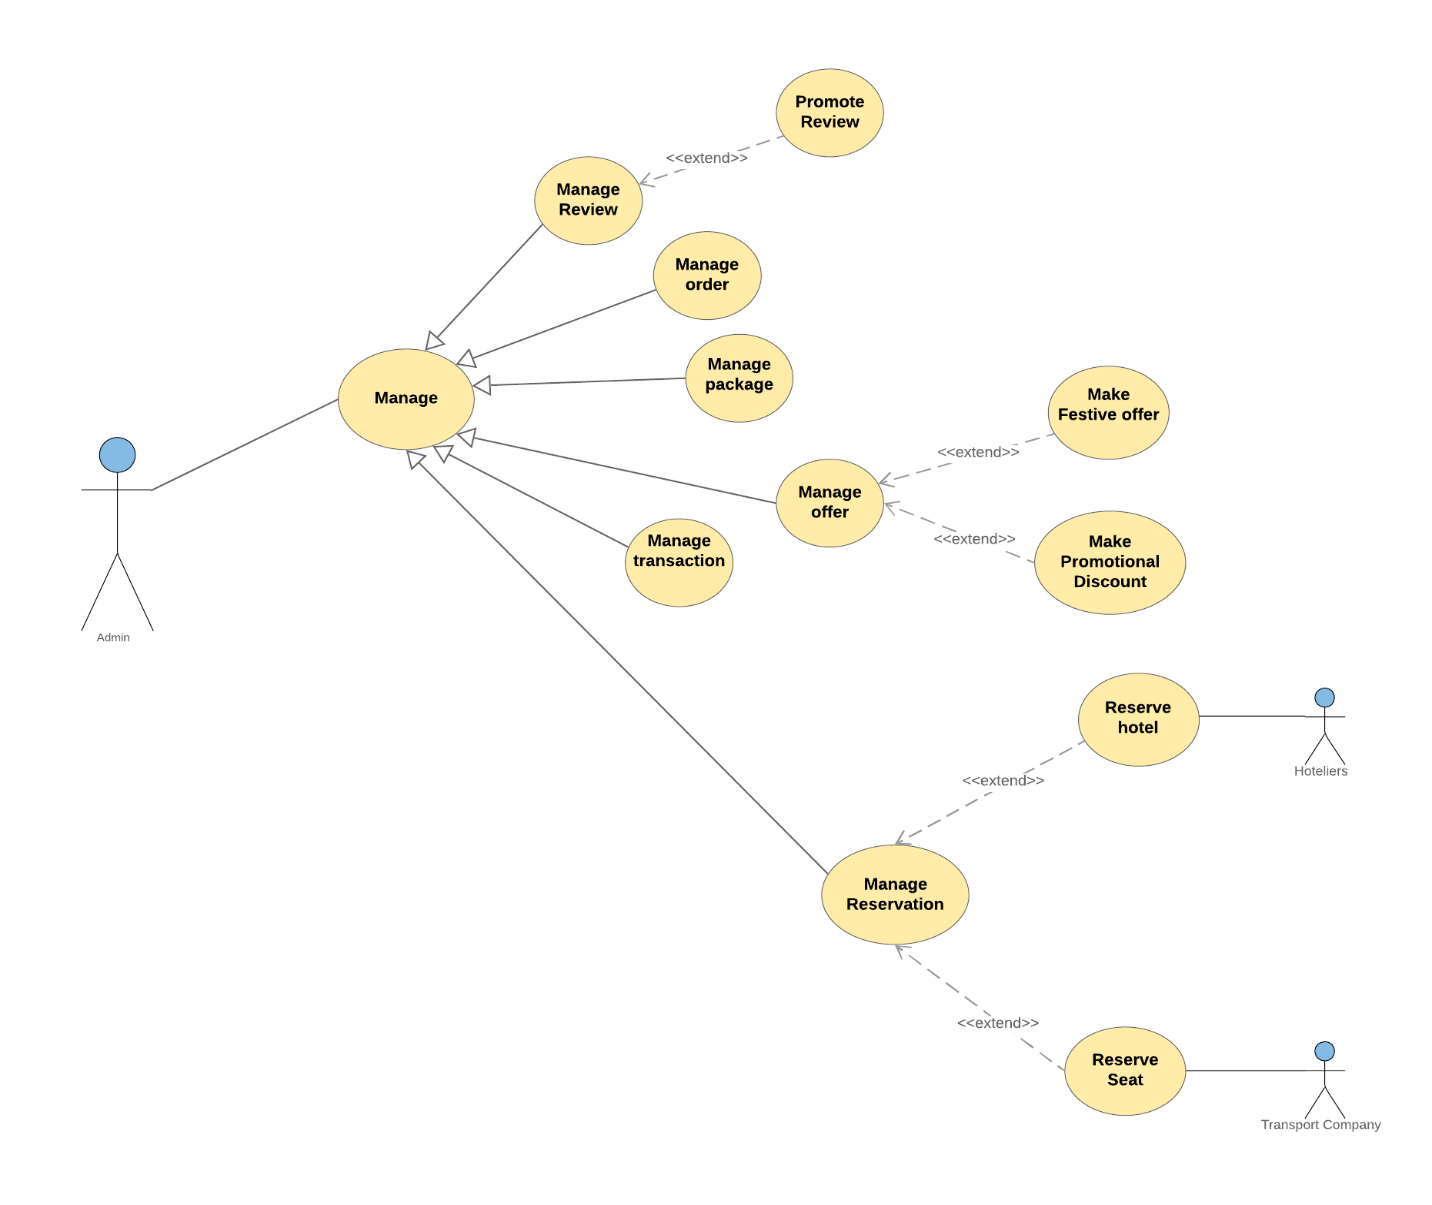 Promote
Review
<<extend>>
Manage
Review
Manage
order
Manage
package
Manage
Make
Festive offer
<<extend>>
Manage
offer
<<extend>>
Make
Promotional
Discount
Manage
transaction
Admin
Reserve
hotel
Hoteliers
<<extend>>
Manage
Reservation
<<extend>>
Reserve
Seat
Transport Company